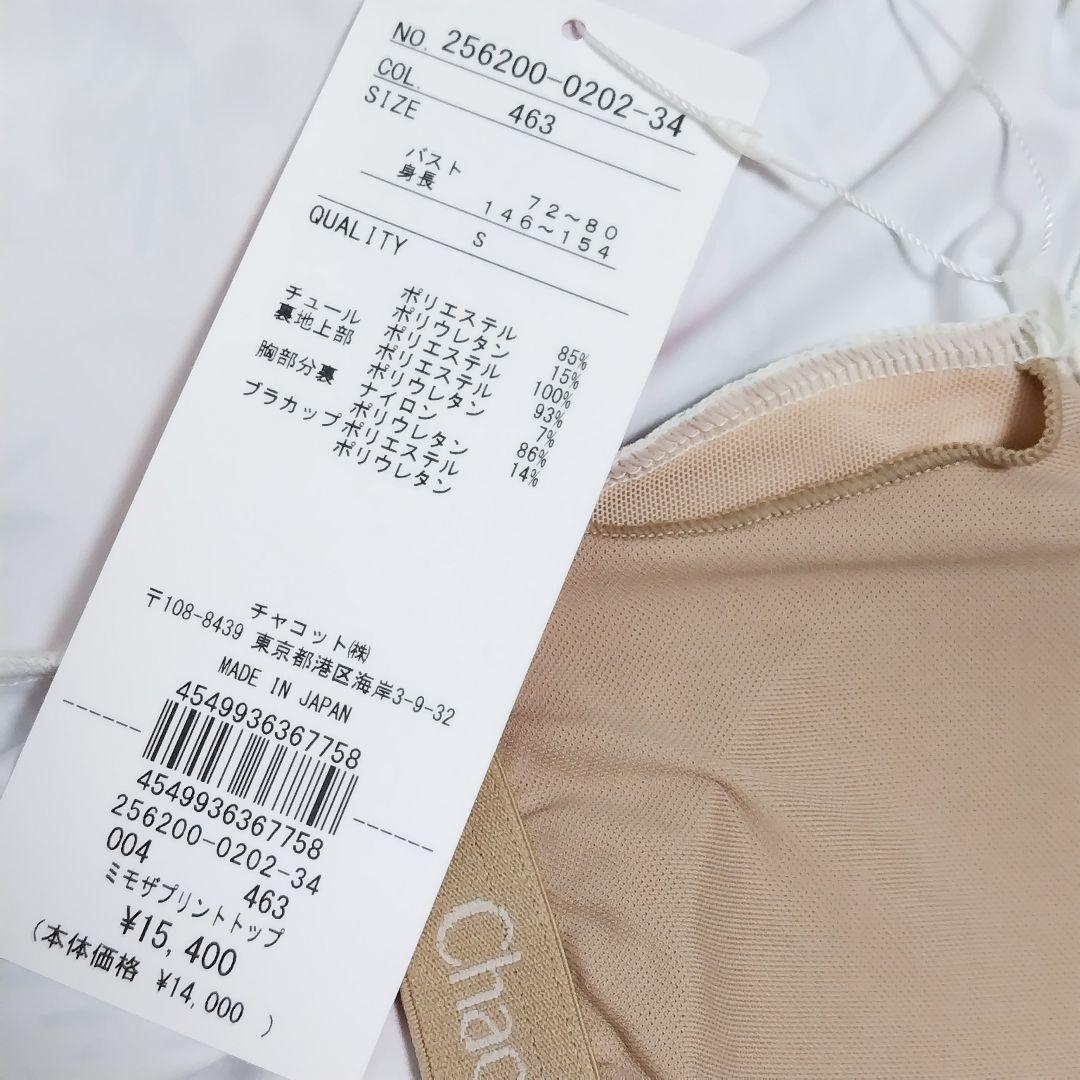 NO. 256200-0202-34
COL. 463
SIZE
バスト 72～80
身長 146～154
S
QUALITY
ポリエステル 85%
ポリウレタン 15%
チュール ポリエステル 100%
裏地上部 ポリエステル 93%
ポリウレタン 7%
胸部分裏 ナイロン 86%
ポリウレタン 14%
ブラカップ ポリエステル
ポリウレタン
チャコット㈱
〒108-8439 東京都港区海岸3-9-32
MADE IN JAPAN
4549936367758
4549936367758
256200-0202-34
004 463
ミモザプリントトップ
¥15,400
(本体価格 ¥14,000 )
Chac